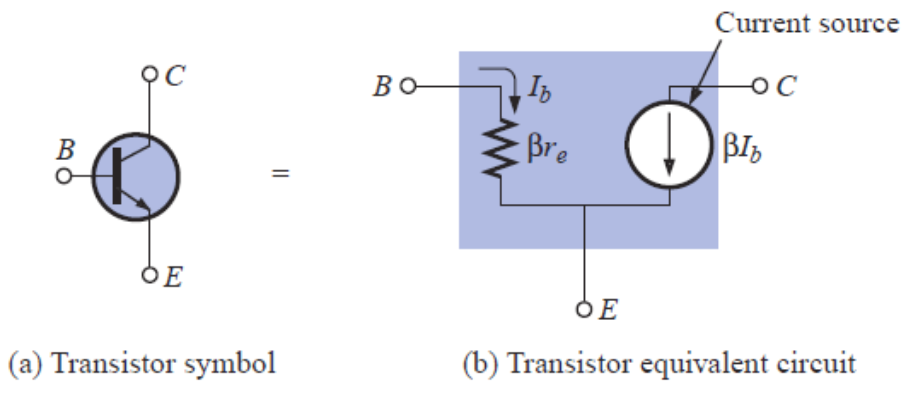 Current source
C
B
E
=
B
I_b
βr_e
C
βI_b
E
(a) Transistor symbol
(b) Transistor equivalent circuit